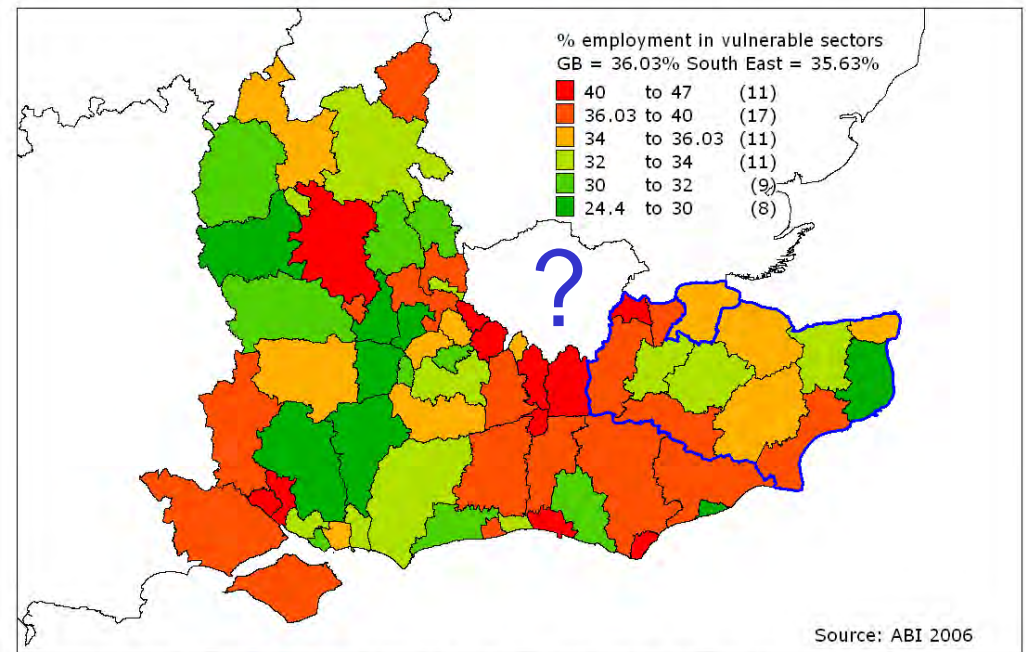 % employment in vulnerable sectors
GB = 36.03% South East = 35.63%
40 to 47 (11)
36.03 to 40 (17)
34 to 36.03 (11)
32 to 34 (11)
30 to 32 (9)
24.4 to 30 (8)
?
Source: ABI 2006